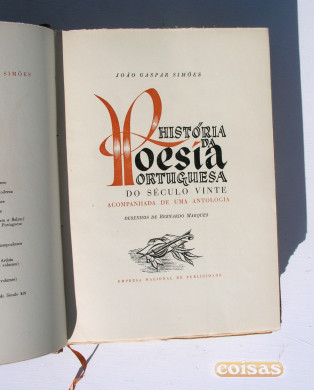 SIMÕES
JOÃO GASPAR SIMÕES
HISTÓRIA
DA
POESIA
PORTUGUESA
DO SÉCULO VINTE
ACOMPANHADA DE UMA ANTOLOGIA
DESENHOS DE BERNARDO MARQUES
EMPRESA NACIONAL DE PUBLICIDADE
coisas